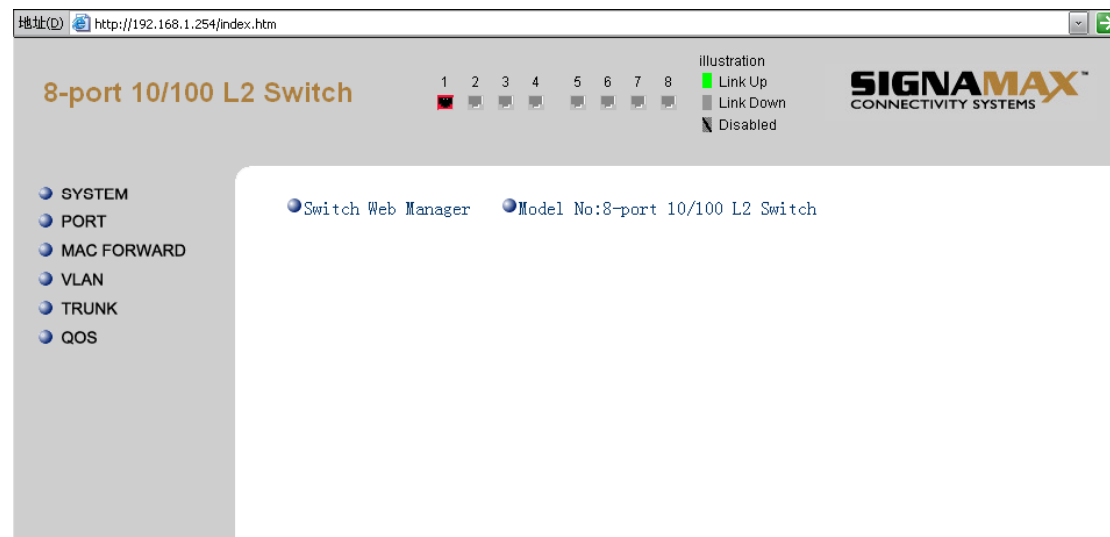 地址(D) http://192.168.1.254/index.htm
8-port 10/100 L2 Switch
1 2 3 4 5 6 7 8
illustration
Link Up
Link Down
Disabled
SIGNAMAX™
CONNECTIVITY SYSTEMS
SYSTEM
PORT
MAC FORWARD
VLAN
TRUNK
QOS
Switch Web Manager Model No:8-port 10/100 L2 Switch